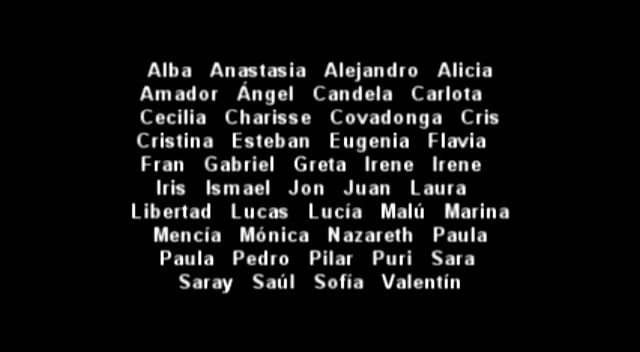 Alba Anastasia Alejandro Alicia
Amador Ángel Candela Carlota
Cecilia Charisse Covadonga Cris
Cristina Esteban Eugenia Flavia
Fran Gabriel Greta Irene Irene
Iris Ismael Jon Juan Laura
Libertad Lucas Lucía Malú Marina
Mencía Mónica Nazareth Paula
Paula Pedro Pilar Puri Sara
Saray Saúl Sofía Valentín